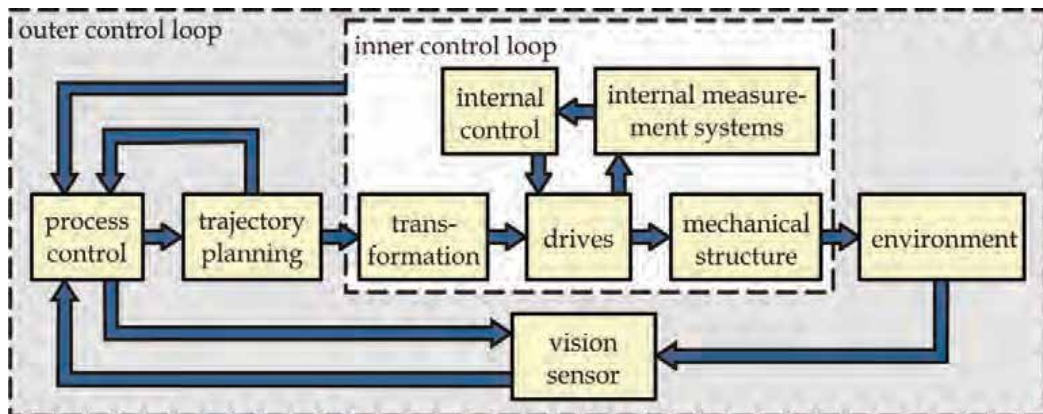 outer control loop
inner control loop
internal
control
internal measure-
ment systems
process
control
trajectory
planning
trans-
formation
drives
mechanical
structure
environment
vision
sensor